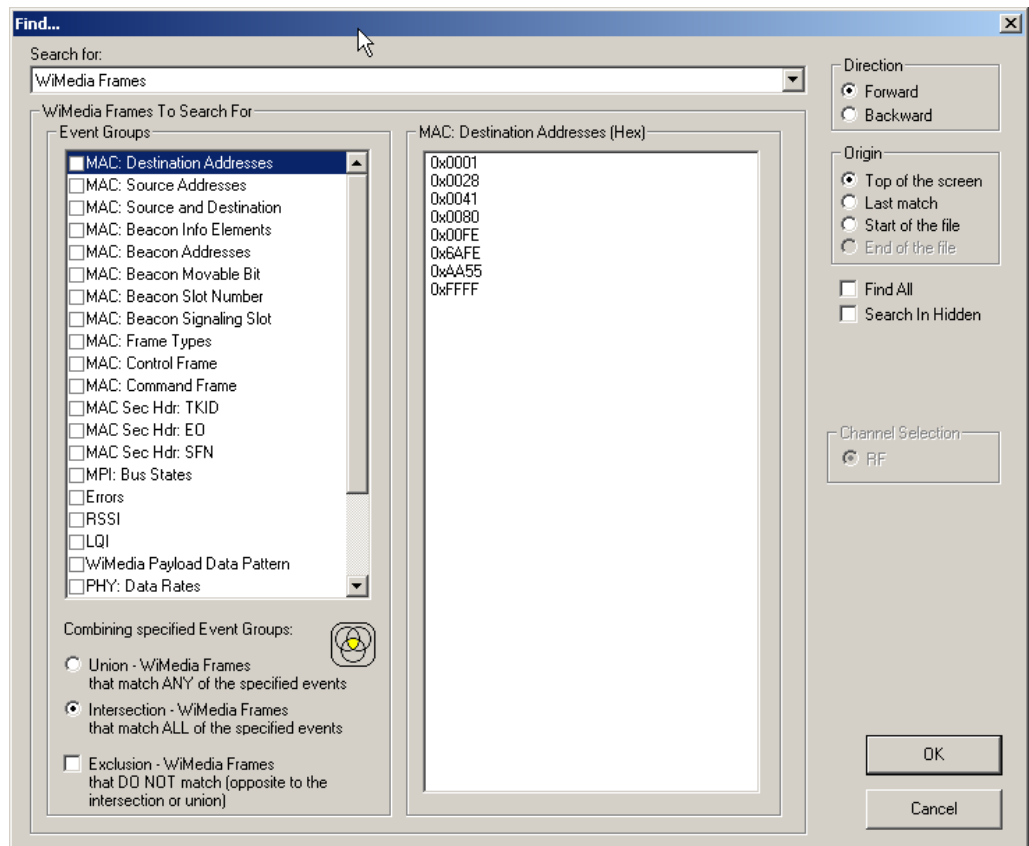 Find...
Search for:
WiMedia Frames
WiMedia Frames To Search For
Event Groups
MAC: Destination Addresses
MAC: Source Addresses
MAC: Source and Destination
MAC: Beacon Info Elements
MAC: Beacon Addresses
MAC: Beacon Movable Bit
MAC: Beacon Slot Number
MAC: Beacon Signaling Slot
MAC: Frame Types
MAC: Control Frame
MAC: Command Frame
MAC Sec Hdr: TKID
MAC Sec Hdr: EO
MAC Sec Hdr: SFN
MPI: Bus States
Errors
RSSI
LQI
WiMedia Payload Data Pattern
PHY: Data Rates
Combining specified Event Groups:
Union - WiMedia Frames
that match ANY of the specified events
Intersection - WiMedia Frames
that match ALL of the specified events
Exclusion - WiMedia Frames
that DO NOT match (opposite to the
intersection or union)
MAC: Destination Addresses (Hex)
0x0001
0x0028
0x0041
0x0080
0x00FE
0x6AFE
0xAA55
0xFFFF
Direction
Forward
Backward
Origin
Top of the screen
Last match
Start of the file
End of the file
Find All
Search In Hidden
Channel Selection
RF
OK
Cancel